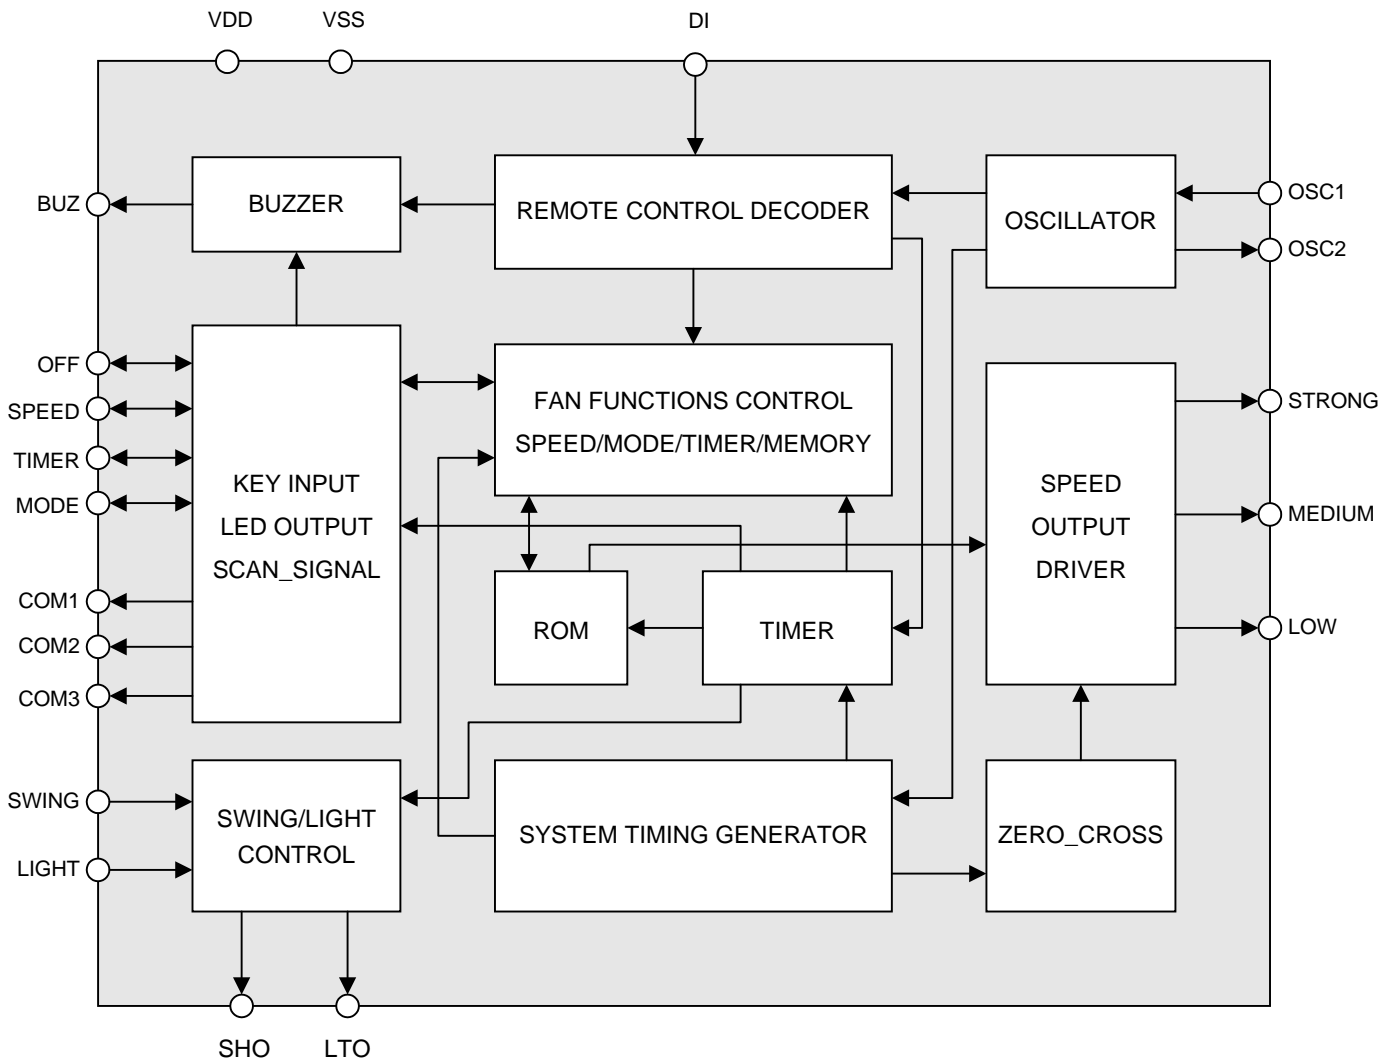 VDD
VSS
DI
BUZ
BUZZER
REMOTE CONTROL DECODER
OSCILLATOR
OSC1
OSC2
OFF
SPEED
TIMER
MODE
COM1
COM2
COM3
KEY INPUT
LED OUTPUT
SCAN_SIGNAL
FAN FUNCTIONS CONTROL
SPEED/MODE/TIMER/MEMORY
SPEED
OUTPUT
DRIVER
STRONG
MEDIUM
LOW
ROM
TIMER
SWING
LIGHT
SWING/LIGHT
CONTROL
SYSTEM TIMING GENERATOR
ZERO_CROSS
SHO
LTO